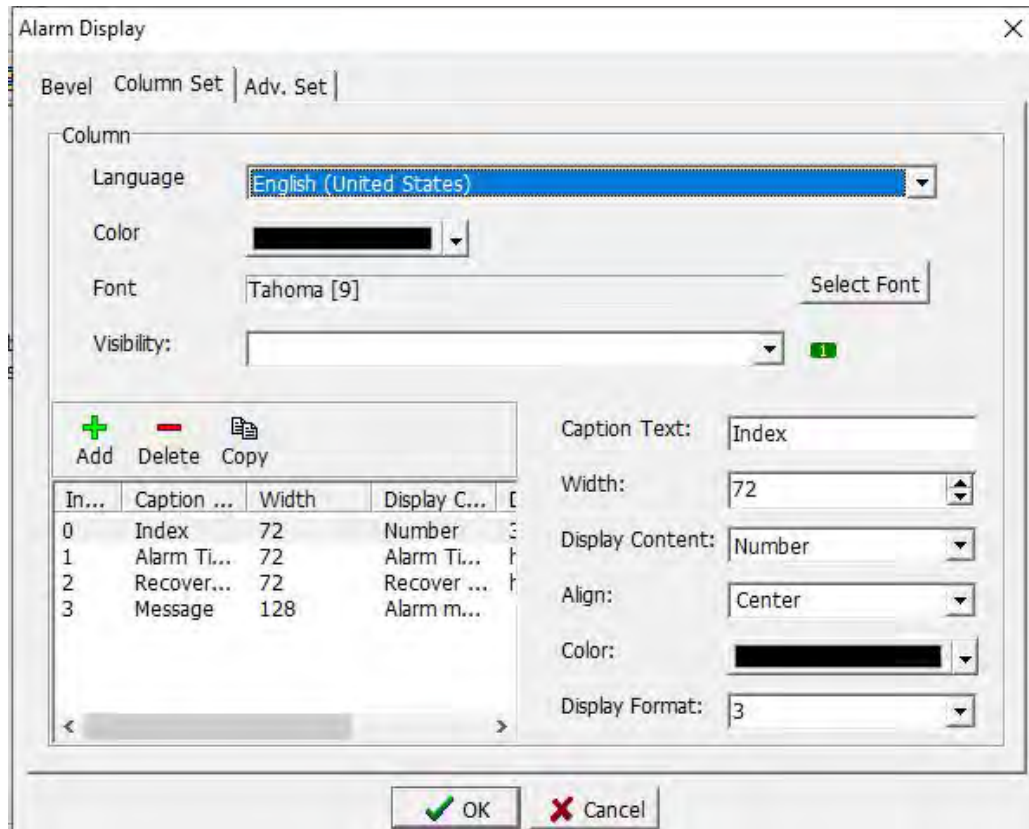 Alarm Display
Bevel Column Set Adv. Set
Column
Language English (United States)
Color
Font Tahoma [9] Select Font
Visibility: 1
Add Delete Copy
In... Caption ... Width Display C...
0 Index 72 Number 3
1 Alarm Ti... 72 Alarm Ti... h
2 Recover... 72 Recover ... h
3 Message 128 Alarm m...
Caption Text: Index
Width: 72
Display Content: Number
Align: Center
Color:
Display Format: 3
OK Cancel